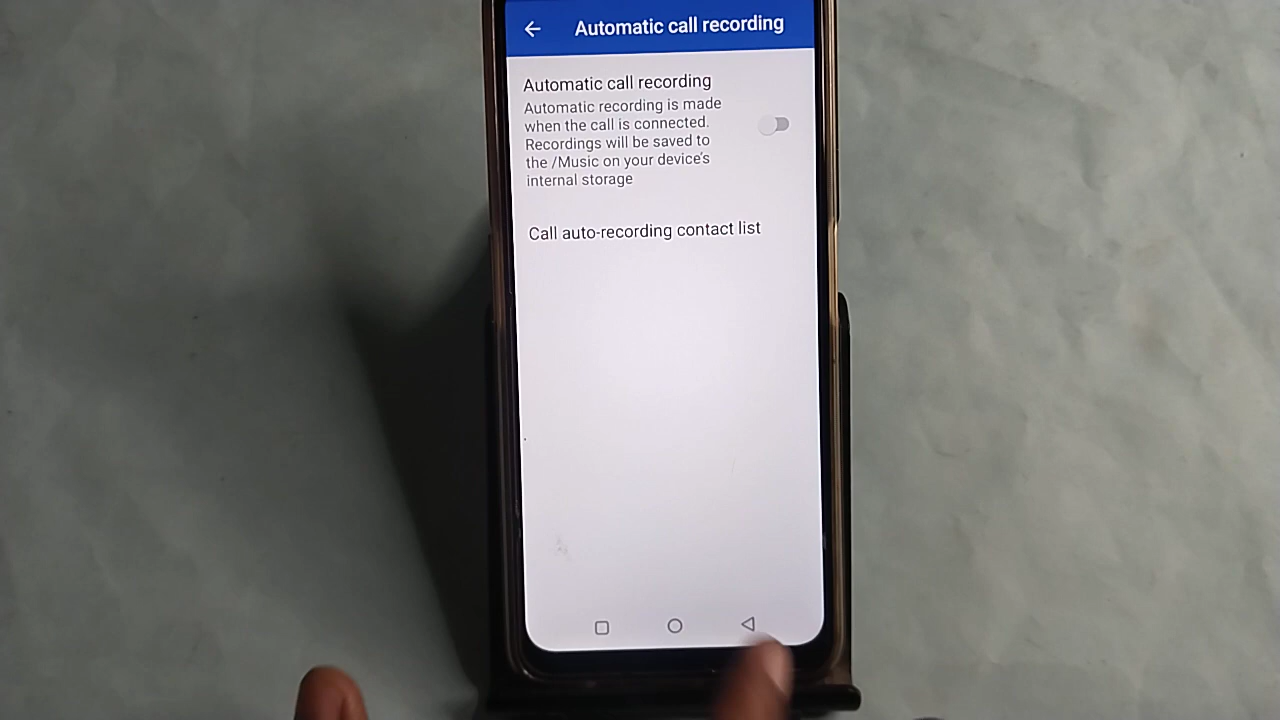 Automatic call recording
Automatic call recording
Automatic recording is made
when the call is connected.
Recordings will be saved to
the /Music on your device's
internal storage
Call auto-recording contact list